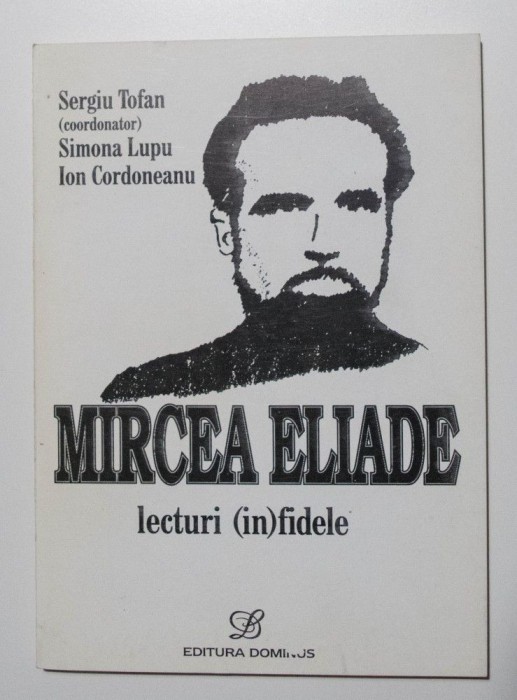 Sergiu Tofan
(coordonator)
Simona Lupu
Ion Cordoneanu
MIRCEA ELIADE
lecturi (in)fidele
EDITURA DOMINUS